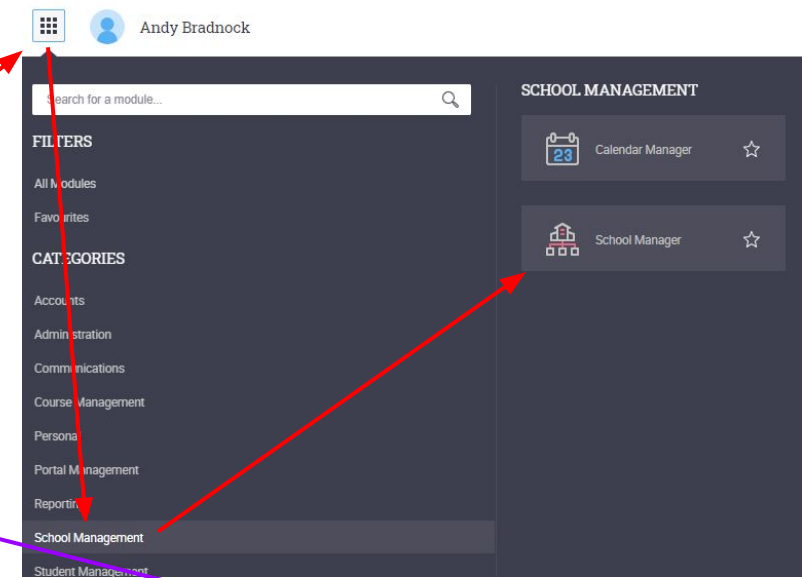 Andy Bradnock
Search for a module...
FILTERS
All Modules
Favourites
CATEGORIES
Accounts
Administration
Communications
Course Management
Personal
Portal Management
Reporting
School Management
Student Management
SCHOOL MANAGEMENT
23
Calendar Manager
School Manager